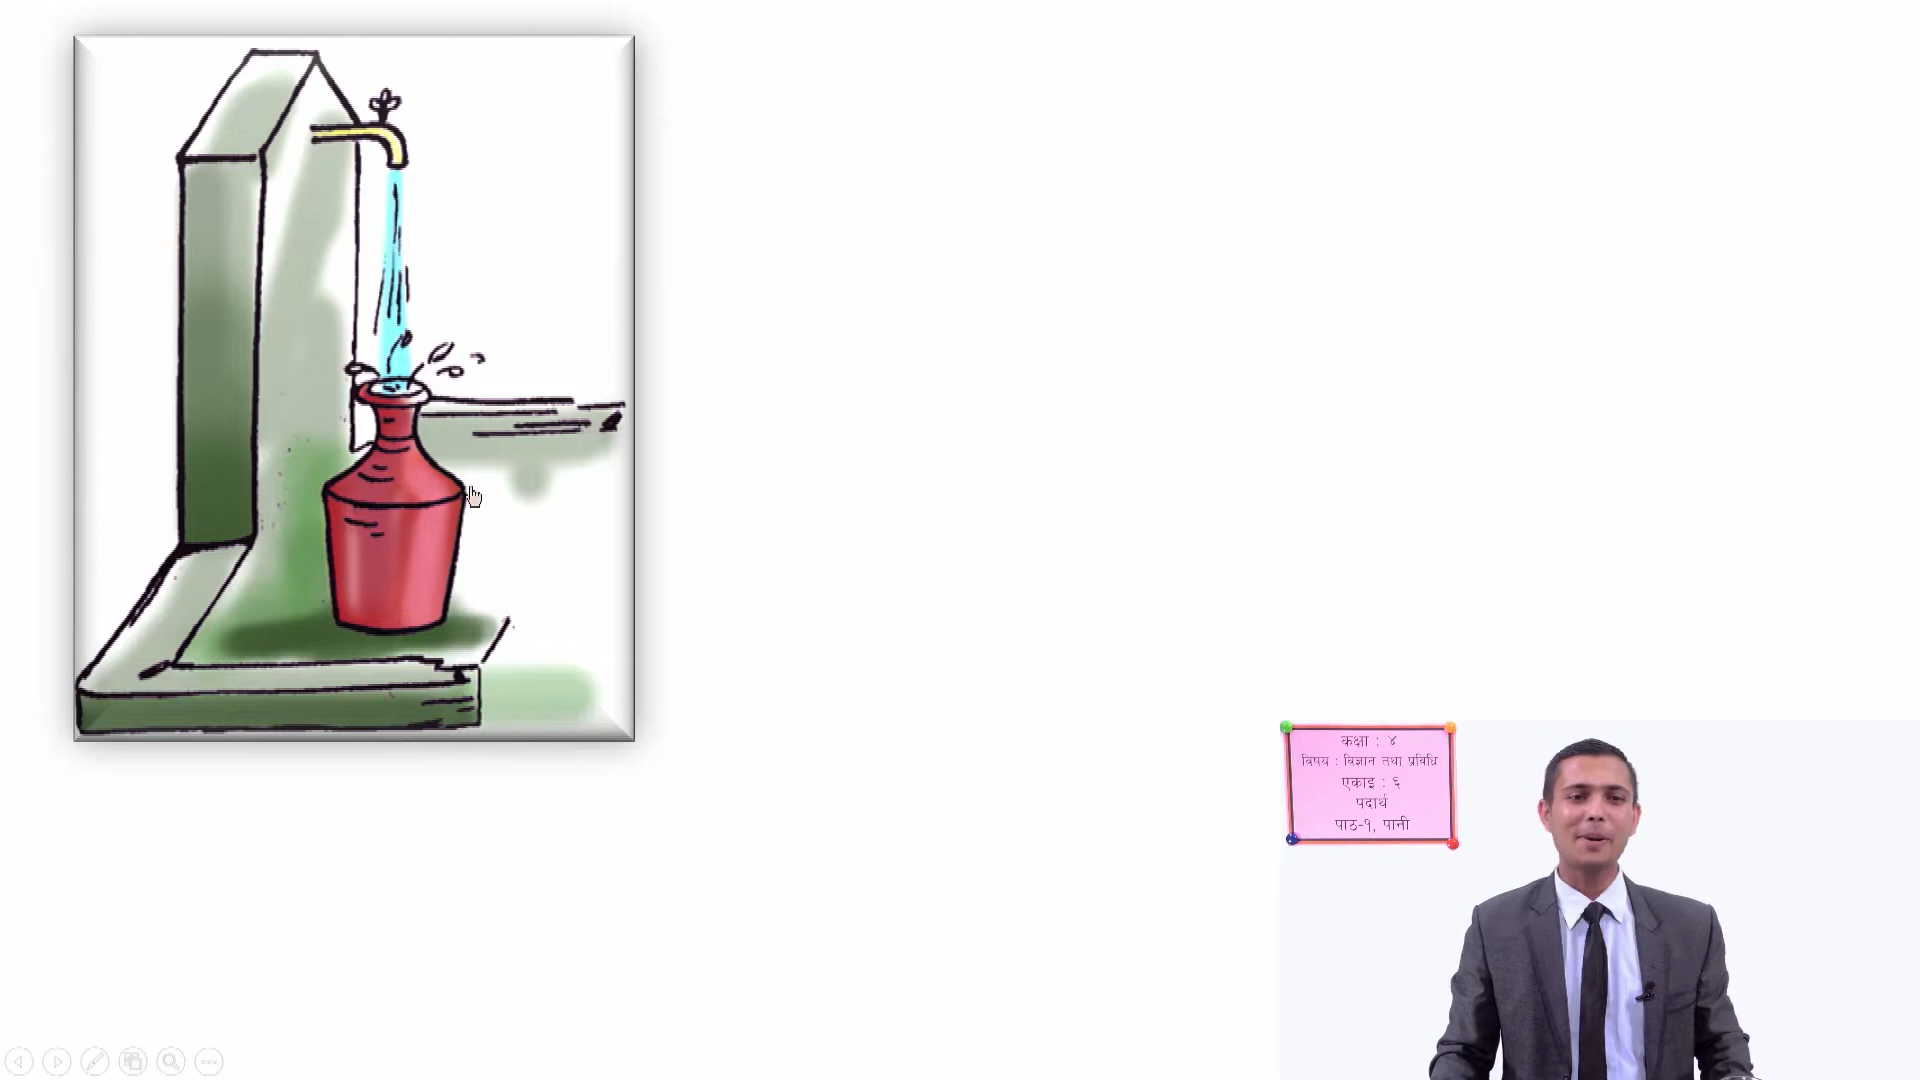 कक्षा : ४
विषय : विज्ञान तथा प्रविधि
एकाइ : ६
पदार्थ
पाठ-१, पानी